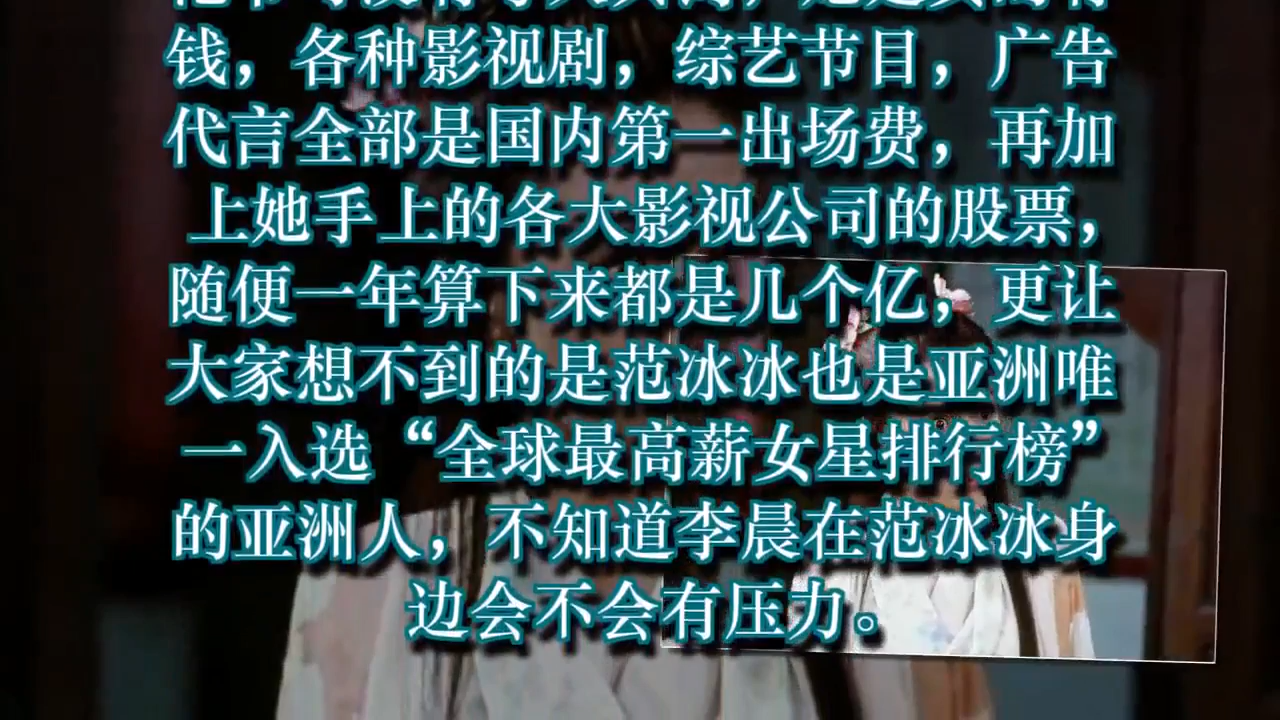 钱，各种影视剧，综艺节目，广告
代言全部是国内第一出场费，再加
上她手上的各大影视公司的股票，
随便一年算下来都是几个亿，更让
大家想不到的是范冰冰也是亚洲唯
一入选“全球最高薪女星排行榜”
的亚洲人，不知道李晨在范冰冰身
边会不会有压力。